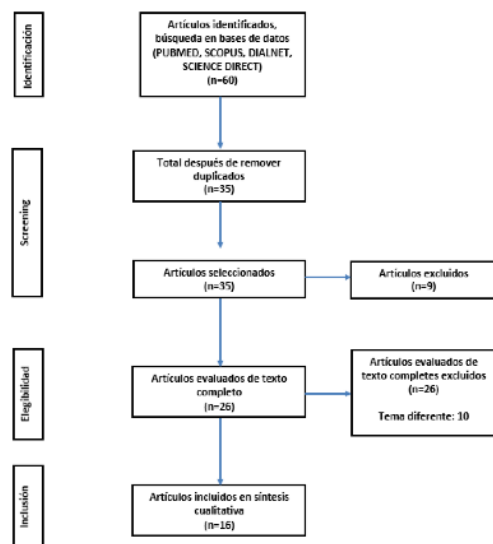 Identificación
Artículos identificados,
búsqueda en bases de datos
(PUBMED, SCOPUS, DIALNET,
SCIENCE DIRECT)
(n=60)
Screening
Total después de remover
duplicados
(n=35)
Artículos seleccionados
(n=35)
Artículos excluidos
(n=9)
Elegibilidad
Artículos evaluados de texto
completo
(n=26)
Artículos evaluados de
texto completes excluidos
(n=26)
Tema diferente: 10
Inclusión
Artículos incluidos en síntesis
cualitativa
(n=16)